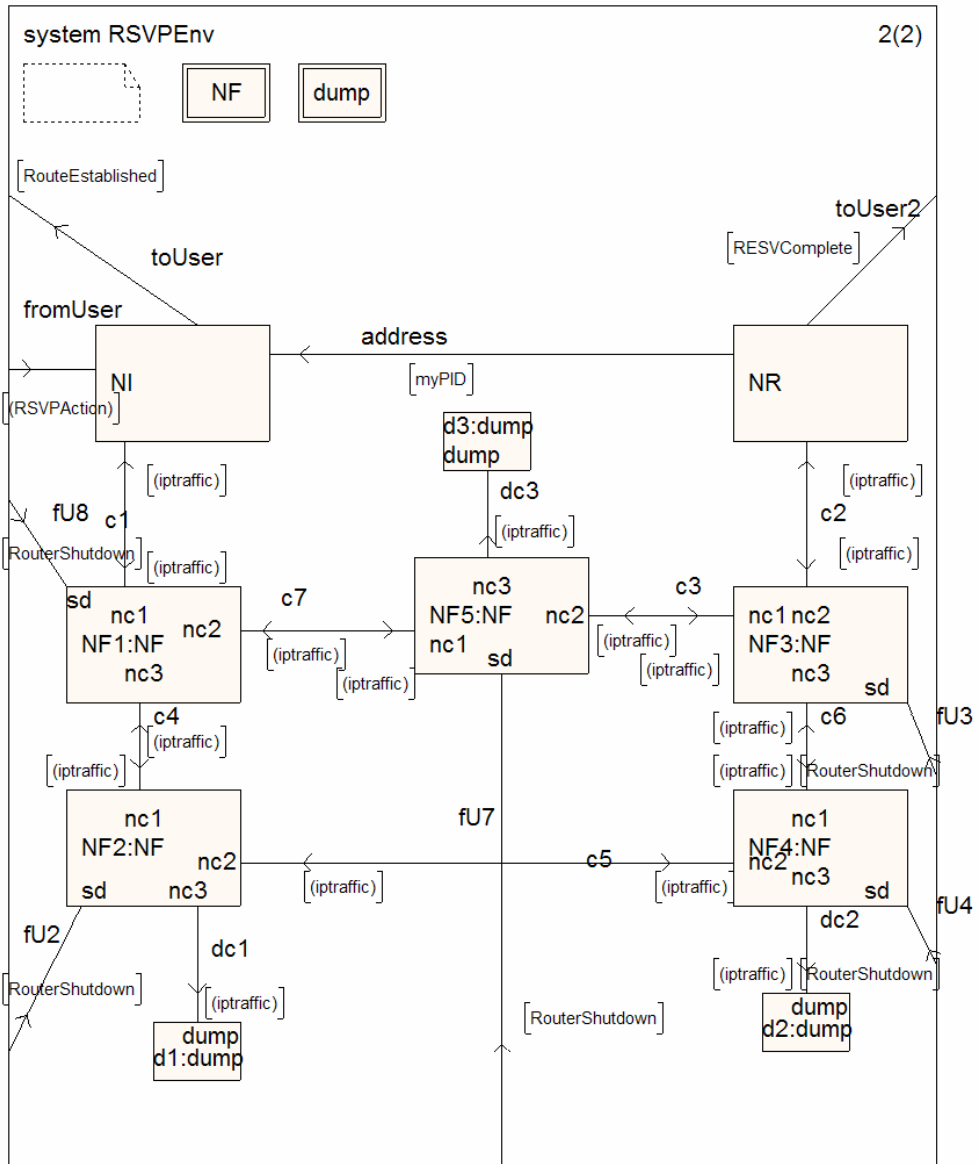 system RSVPEnv
2(2)
NF
dump
RouteEstablished
toUser2
toUser
RESVComplete
fromUser
address
NI
myPID
NR
(RSVPAction)
d3:dump
dump
(iptraffic)
(iptraffic)
dc3
fU8
c1
c2
(iptraffic)
RouterShutdown
(iptraffic)
(iptraffic)
sd
nc1
nc2
NF1:NF
nc3
c7
nc3
NF5:NF
nc2
nc1
sd
c3
nc1 nc2
NF3:NF
nc3
sd
(iptraffic)
(iptraffic)
(iptraffic)
(iptraffic)
c4
(iptraffic)
(iptraffic)
c6
fU3
(iptraffic)
(iptraffic)
RouterShutdown
nc1
NF2:NF
nc2
sd
nc3
fU7
c5
nc1
NF4:NF
nc2
nc3
sd
(iptraffic)
(iptraffic)
fU2
dc1
dc2
fU4
RouterShutdown
(iptraffic)
(iptraffic)
RouterShutdown
RouterShutdown
dump
d1:dump
dump
d2:dump